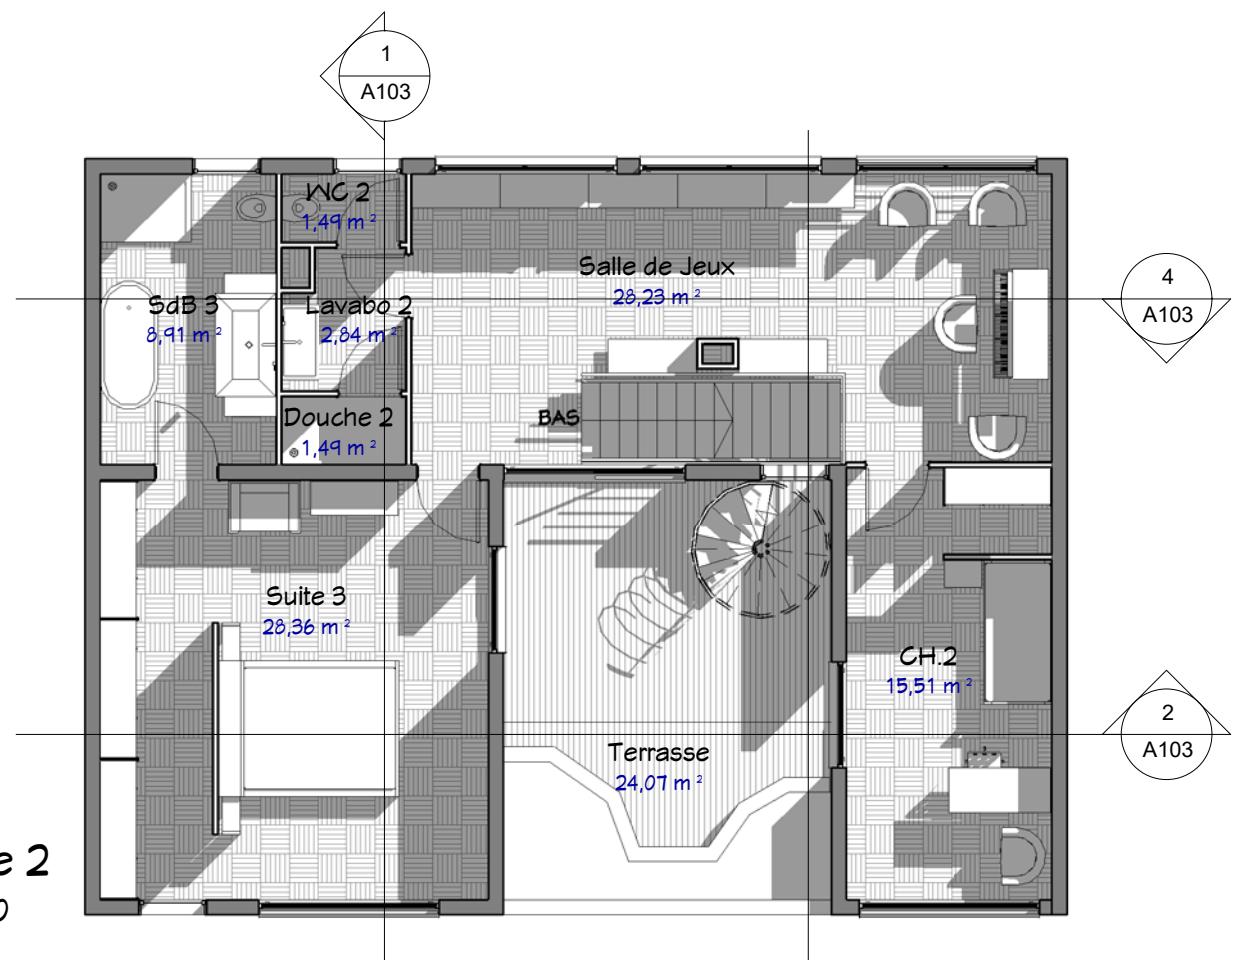 1
A103
WC 2
1,49 m²
Salle de Jeux
28,23 m²
4
A103
SdB 3
8,91 m²
Lavabo 2
2,84 m²
Douche 2
1,49 m²
BAS
Suite 3
28,36 m²
CH.2
15,51 m²
2
A103
Terrasse
24,07 m²
e 2
0